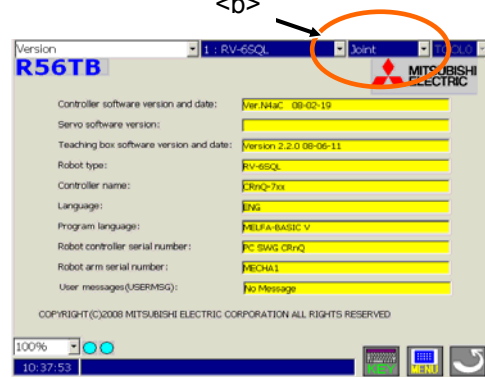 <b>
Version 1 : RV-6SQL Joint TOOL0
R56TB
MITSUBISHI
ELECTRIC
Controller software version and date: Ver.N4aC 08-02-19
Servo software version:
Teaching box software version and date: Version 2.2.0 08-06-11
Robot type: RV-6SQL
Controller name: CRnQ-7xx
Language: ENG
Program language: MELFA-BASIC V
Robot controller serial number: PC SWG CRnQ
Robot arm serial number: MECHA1
User messages(USERMSG): No Message
COPYRIGHT(C)2008 MITSUBISHI ELECTRIC CORPORATION ALL RIGHTS RESERVED
100%
10:37:53 KEY MENU